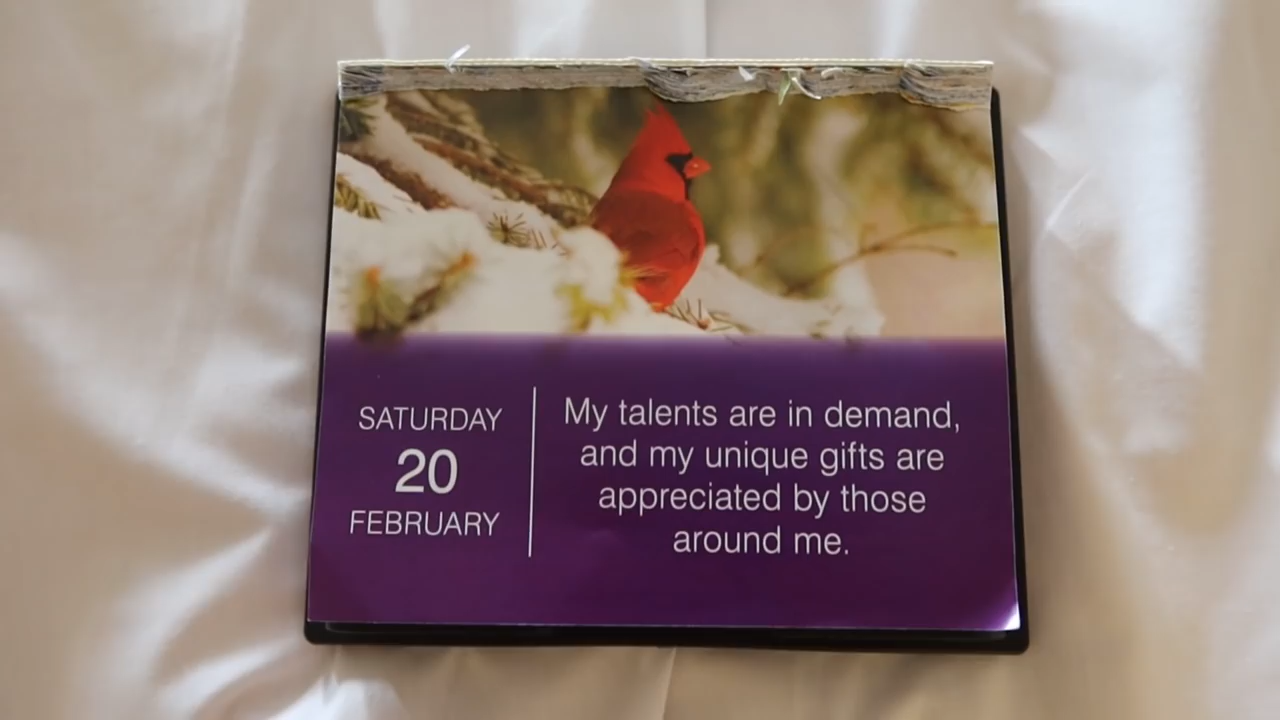 SATURDAY
20
FEBRUARY
My talents are in demand,
and my unique gifts are
appreciated by those
around me.